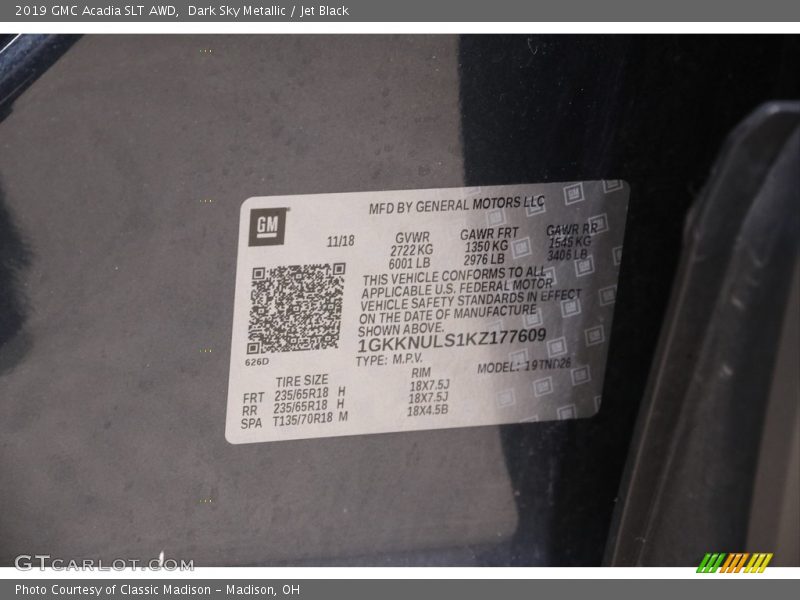 2019 GMC Acadia SLT AWD, Dark Sky Metallic / Jet Black
MFD BY GENERAL MOTORS LLC
GM
11/18 GVWR GAWR FRT GAWR RR
2722 KG 1350 KG 1545 KG
6001 LB 2976 LB 3406 LB
THIS VEHICLE CONFORMS TO ALL
APPLICABLE U.S. FEDERAL MOTOR
VEHICLE SAFETY STANDARDS IN EFFECT
ON THE DATE OF MANUFACTURE
SHOWN ABOVE.
1GKKNULS1KZ177609
626D
TYPE: M.P.V. MODEL: 19TND26
TIRE SIZE RIM
FRT 235/65R18 H 18X7.5J
RR 235/65R18 H 18X7.5J
SPA T135/70R18 M 18X4.5B
GTCARLOT.COM
Photo Courtesy of Classic Madison - Madison, OH